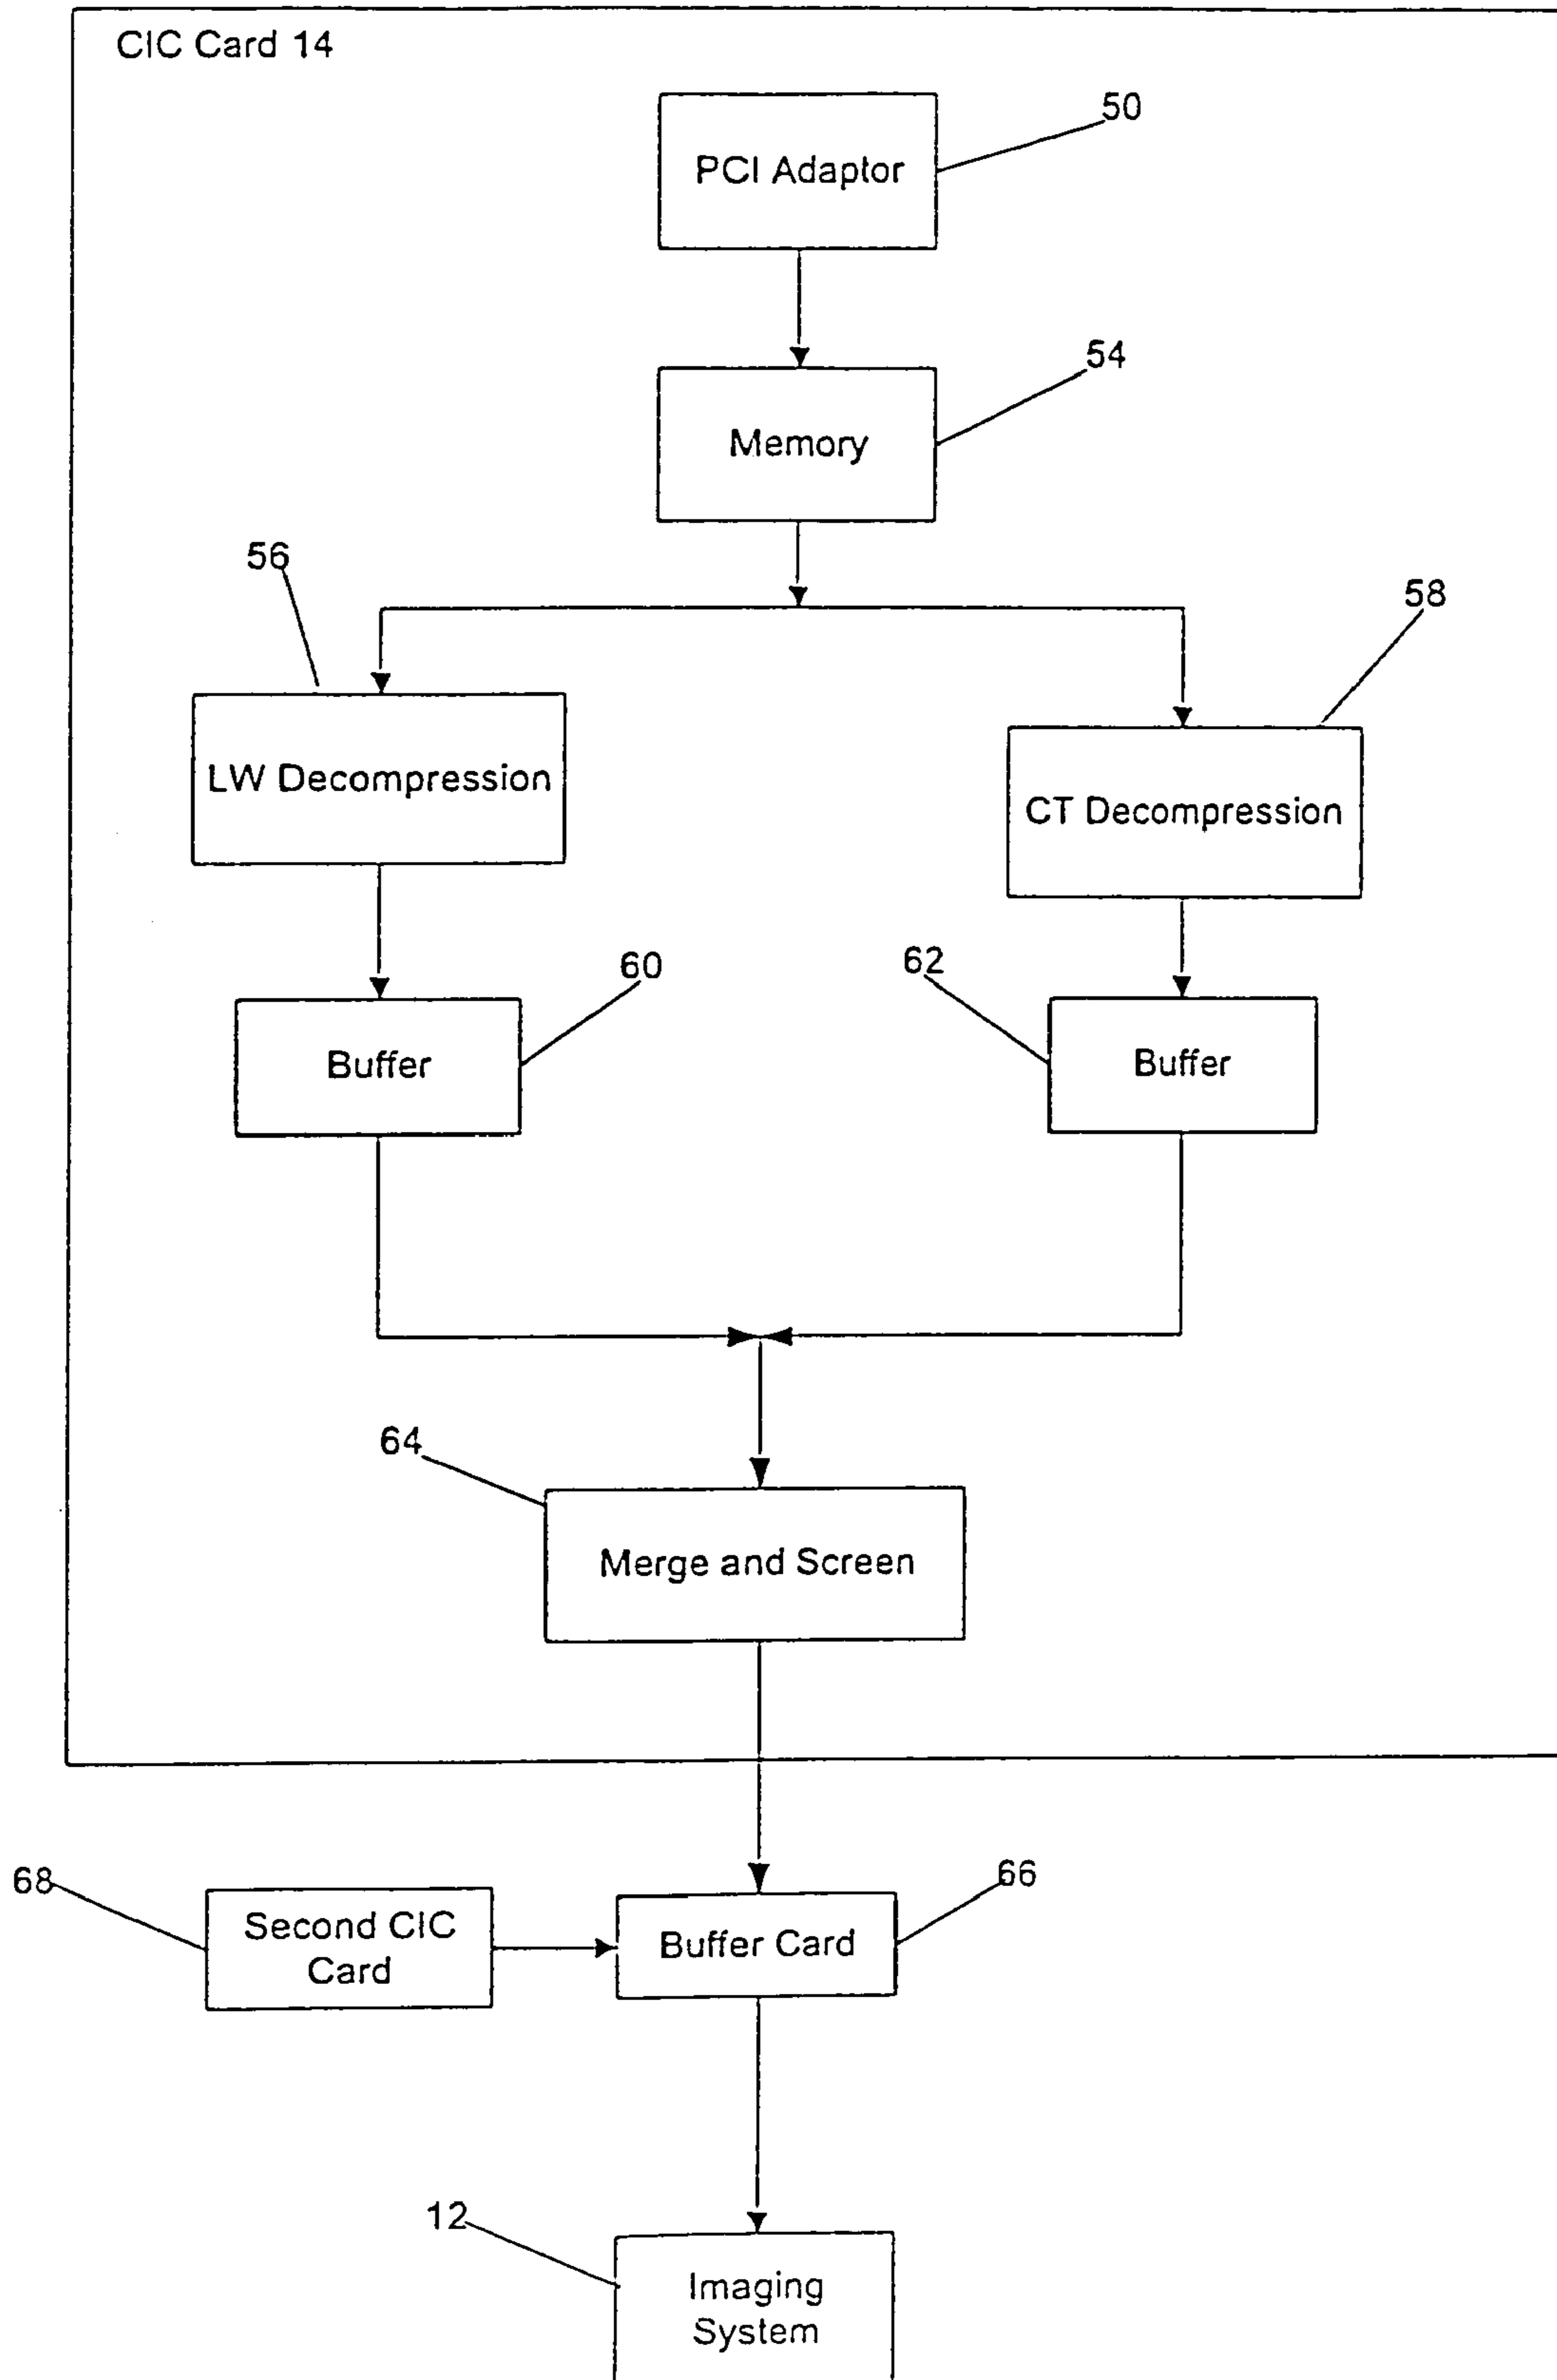 CIC Card 14
50
PCI Adaptor
54
Memory
56
58
LW Decompression
CT Decompression
60
62
Buffer
Buffer
64
Merge and Screen
68
66
Second CIC
Card
Buffer Card
12
Imaging
System